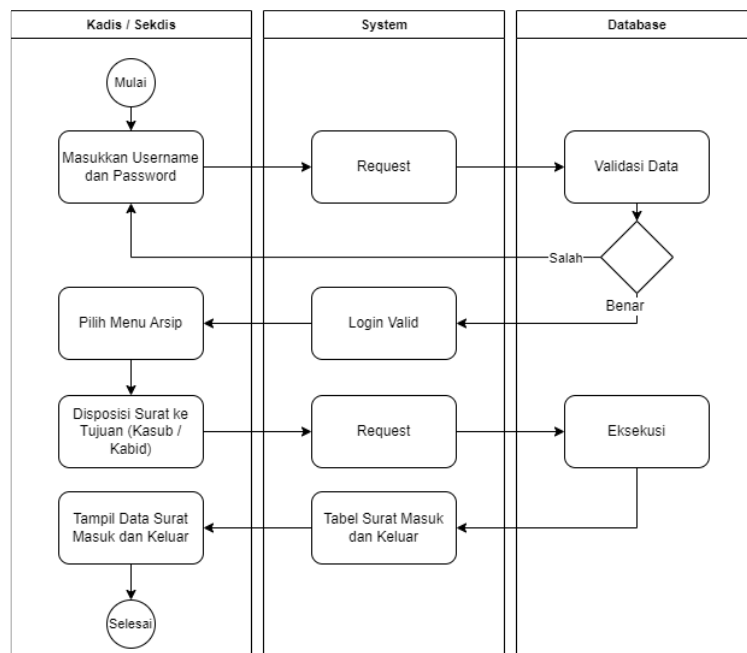 Kadis / Sekdis
System
Database
Mulai
Masukkan Username
dan Password
Request
Validasi Data
Salah
Benar
Pilih Menu Arsip
Login Valid
Disposisi Surat ke
Tujuan (Kasub /
Kabid)
Request
Eksekusi
Tampil Data Surat
Masuk dan Keluar
Tabel Surat Masuk
dan Keluar
Selesai